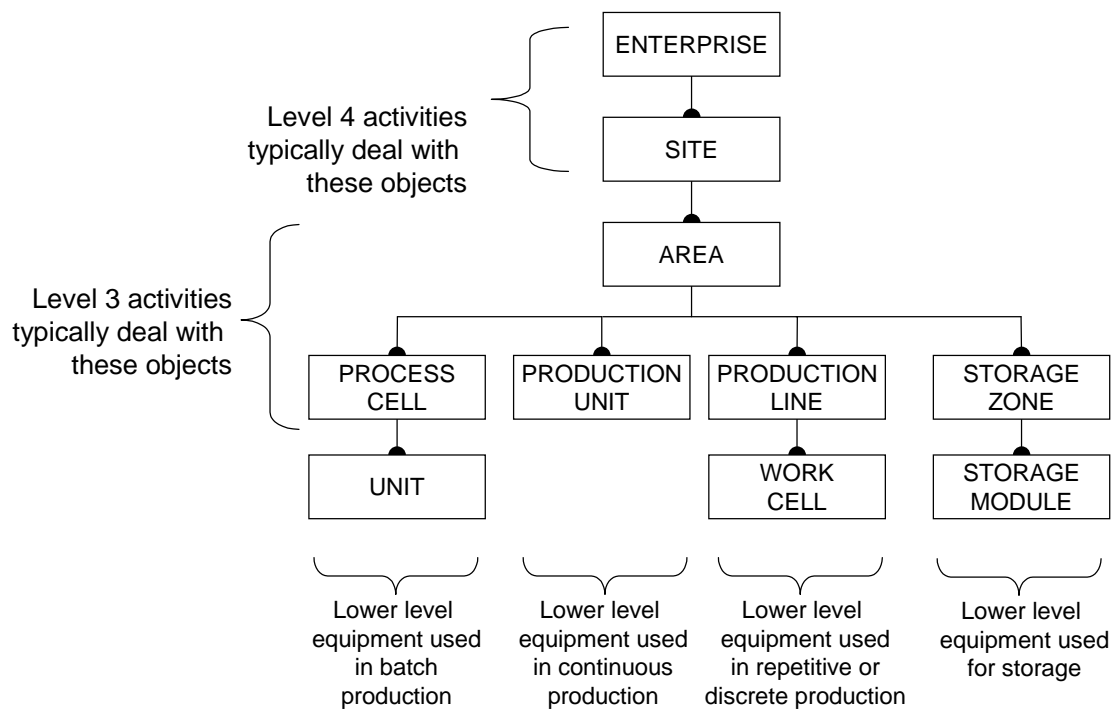 ENTERPRISE
Level 4 activities
typically deal with
these objects
SITE
AREA
Level 3 activities
typically deal with
these objects
PROCESS
CELL
PRODUCTION
UNIT
PRODUCTION
LINE
STORAGE
ZONE
UNIT
WORK
CELL
STORAGE
MODULE
Lower level
equipment used
in batch
production
Lower level
equipment used
in continuous
production
Lower level
equipment used
in repetitive or
discrete production
Lower level
equipment used
for storage